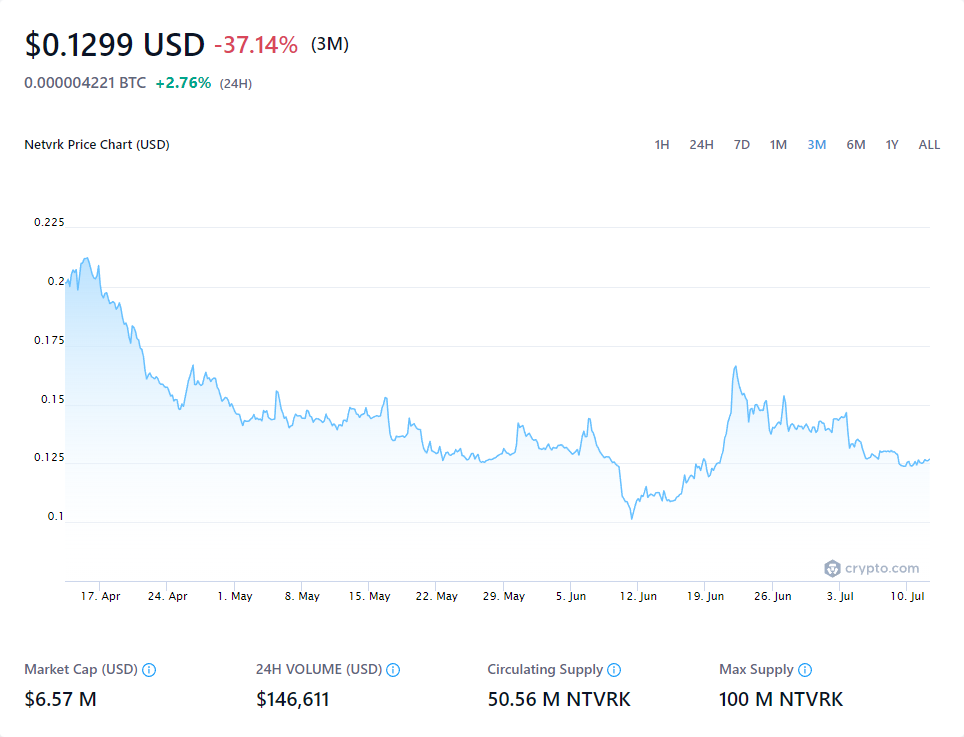 $0.1299 USD -37.14% (3M)
0.000004221 BTC +2.76% (24H)
Netvrk Price Chart (USD) 1H 24H 7D 1M 3M 6M 1Y ALL
0.225
0.2
0.175
0.15
0.125
0.1
crypto.com
17. Apr 24. Apr 1. May 8. May 15. May 22. May 29. May 5. Jun 12. Jun 19. Jun 26. Jun 3. Jul 10. Jul
Market Cap (USD) 24H VOLUME (USD) Circulating Supply Max Supply
$6.57 M $146,611 50.56 M NTVRK 100 M NTVRK